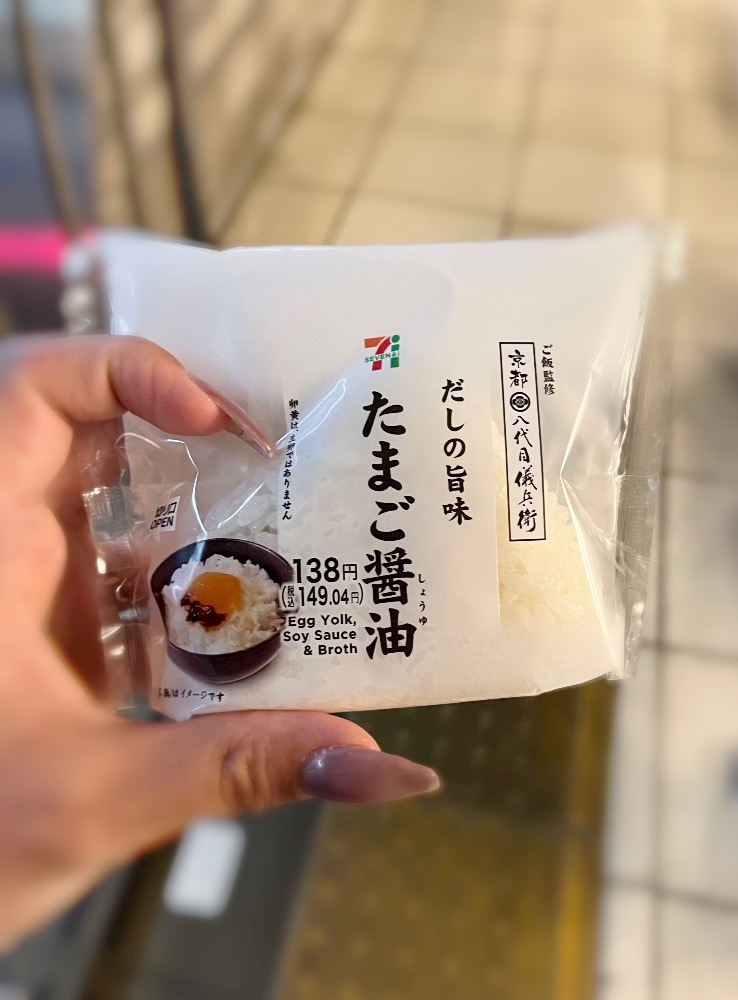 ご飯監修
京都 八代目儀兵衛
だしの旨味
SEVEN&i
たまご醤油
しょうゆ
卵黄は、生卵ではありません
切り口
OPEN
138円
(税込149.04円)
Egg Yolk,
Soy Sauce
& Broth
はイメージです